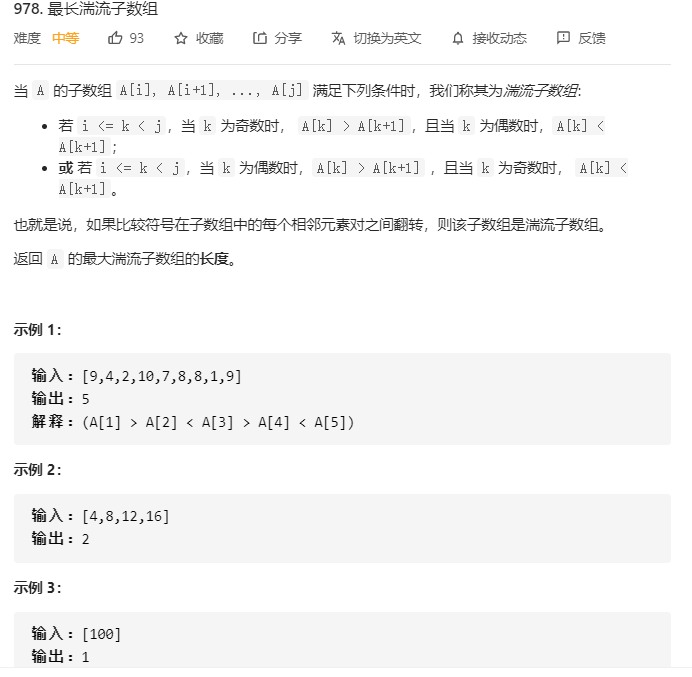 978. 最长湍流子数组
难度 中等 93 收藏 分享 切换为英文 接收动态 反馈
当 A 的子数组 A[i], A[i+1], ..., A[j] 满足下列条件时，我们称其为湍流子数组:
若 i <= k < j，当 k 为奇数时， A[k] > A[k+1]，且当 k 为偶数时，A[k] <
A[k+1]；
或 若 i <= k < j，当 k 为偶数时，A[k] > A[k+1] ，且当 k 为奇数时， A[k] <
A[k+1]。
也就是说，如果比较符号在子数组中的每个相邻元素对之间翻转，则该子数组是湍流子数组。
返回 A 的最大湍流子数组的长度。
示例 1：
输入：[9,4,2,10,7,8,8,1,9]
输出：5
解释：(A[1] > A[2] < A[3] > A[4] < A[5])
示例 2：
输入：[4,8,12,16]
输出：2
示例 3：
输入：[100]
输出：1